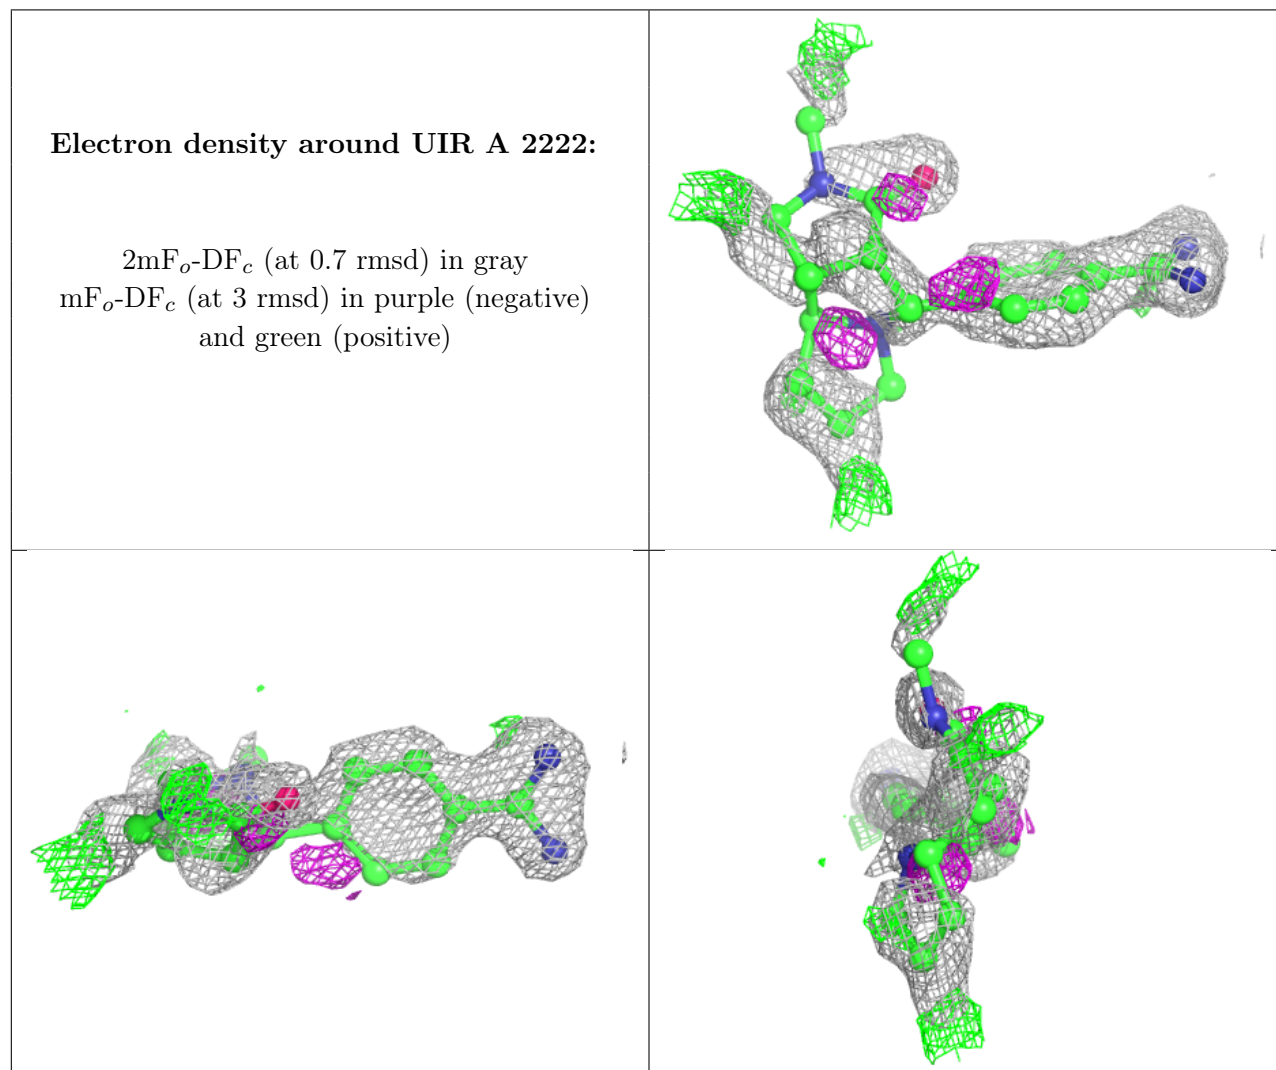 Electron density around UIR A 2222:
2mFo-DFc (at 0.7 rmsd) in gray
mFo-DFc (at 3 rmsd) in purple (negative)
and green (positive)